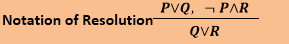 Notation of Resolution P∨Q, ¬ P∧R
Q∨R